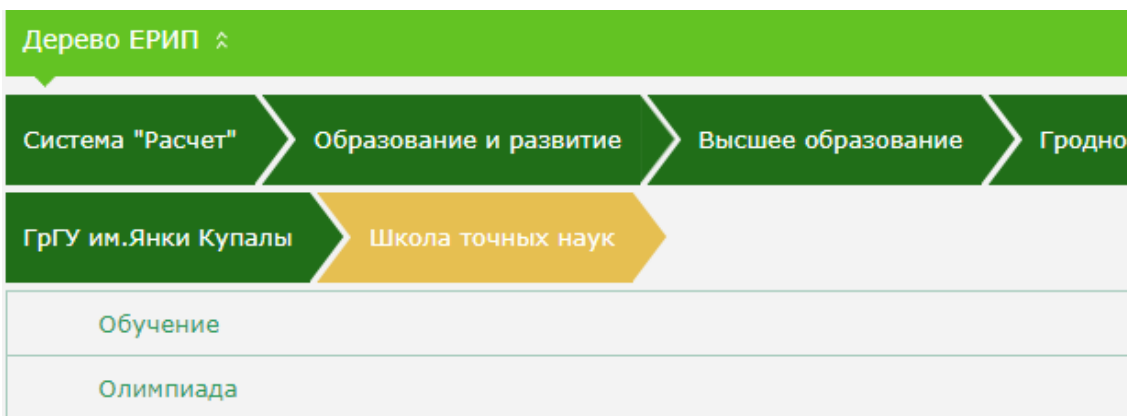 Дерево ЕРИП
Система "Расчет" Образование и развитие Высшее образование Гродно
ГрГУ им.Янки Купалы Школа точных наук
Обучение
Олимпиада